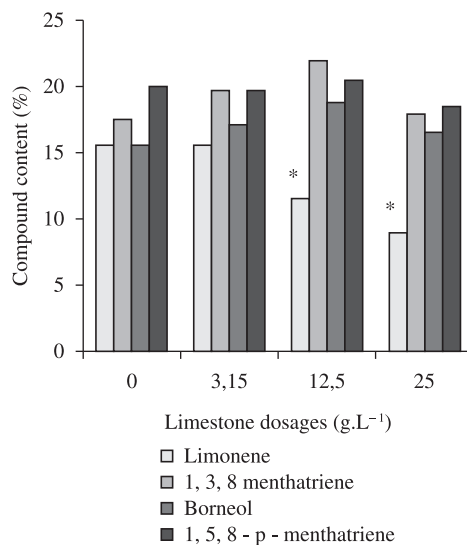 Compound content (%)
25
20
15
10
5
0
*
*
0 3,15 12,5 25
Limestone dosages (g.L⁻¹)
Limonene
1, 3, 8 menthatriene
Borneol
1, 5, 8 - p - menthatriene